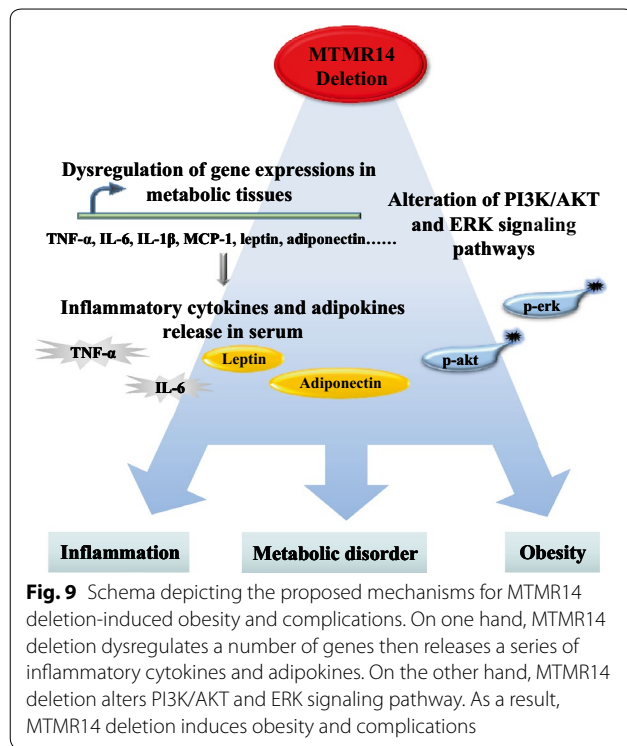 MTMR14
Deletion
Dysregulation of gene expressions in
metabolic tissues
TNF-α, IL-6, IL-1β, MCP-1, leptin, adiponectin……
Alteration of PI3K/AKT
and ERK signaling
pathways
Inflammatory cytokines and adipokines
release in serum
TNF-α
IL-6
Leptin
Adiponectin
p-erk
p-akt
Inflammation
Metabolic disorder
Obesity
Fig. 9 Schema depicting the proposed mechanisms for MTMR14
deletion-induced obesity and complications. On one hand, MTMR14
deletion dysregulates a number of genes then releases a series of
inflammatory cytokines and adipokines. On the other hand, MTMR14
deletion alters PI3K/AKT and ERK signaling pathway. As a result,
MTMR14 deletion induces obesity and complications